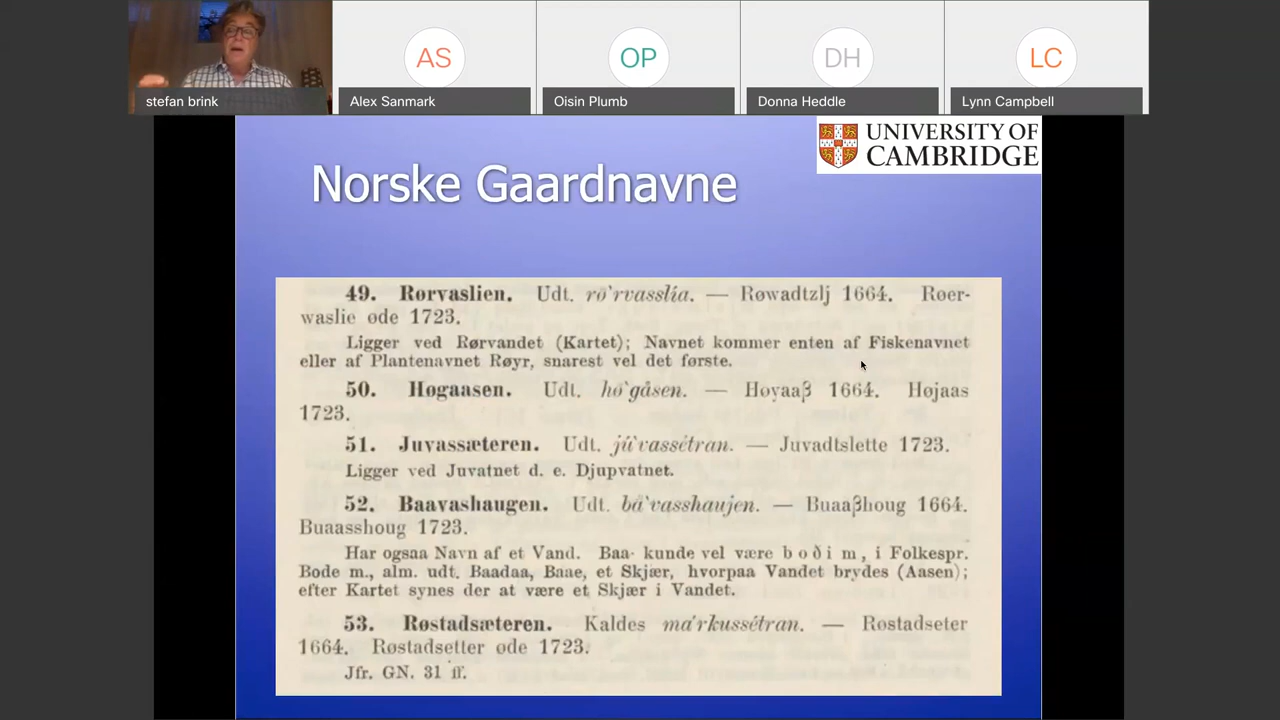 AS
OP
DH
LC
stefan brink
Alex Sanmark
Oisin Plumb
Donna Heddle
Lynn Campbell
UNIVERSITY OF
CAMBRIDGE
Norske Gaardnavne
49. Rørvaslien. Udt. rø`rvasslia. — Røwadtzlj 1664. Røer-
waslie øde 1723.
Ligger ved Rørvandet (Kartet); Navnet kommer enten af Fiskenavnet
eller af Plantenavnet Røyr, snarest vel det første.
50. Høgaasen. Udt. hø`gåsen. — Høyaaβ 1664. Højaas
1723.
51. Juvassæteren. Udt. jú`vassétran. — Juvadtslette 1723.
Ligger ved Juvatnet d. e. Djupvatnet.
52. Baavashaugen. Udt. bå`vasshaujen. — Buaaβhoug 1664.
Buaasshoug 1723.
Har ogsaa Navn af et Vand. Baa- kunde vel være boði m, i Folkespr.
Bode m., alm. udt. Baadaa, Baae, et Skjær, hvorpaa Vandet brydes (Aasen);
efter Kartet synes der at være et Skjær i Vandet.
53. Røstadsæteren. Kaldes ma´rkussétran. — Røstadseter
1664. Røstadsetter øde 1723.
Jfr. GN. 31 ff.